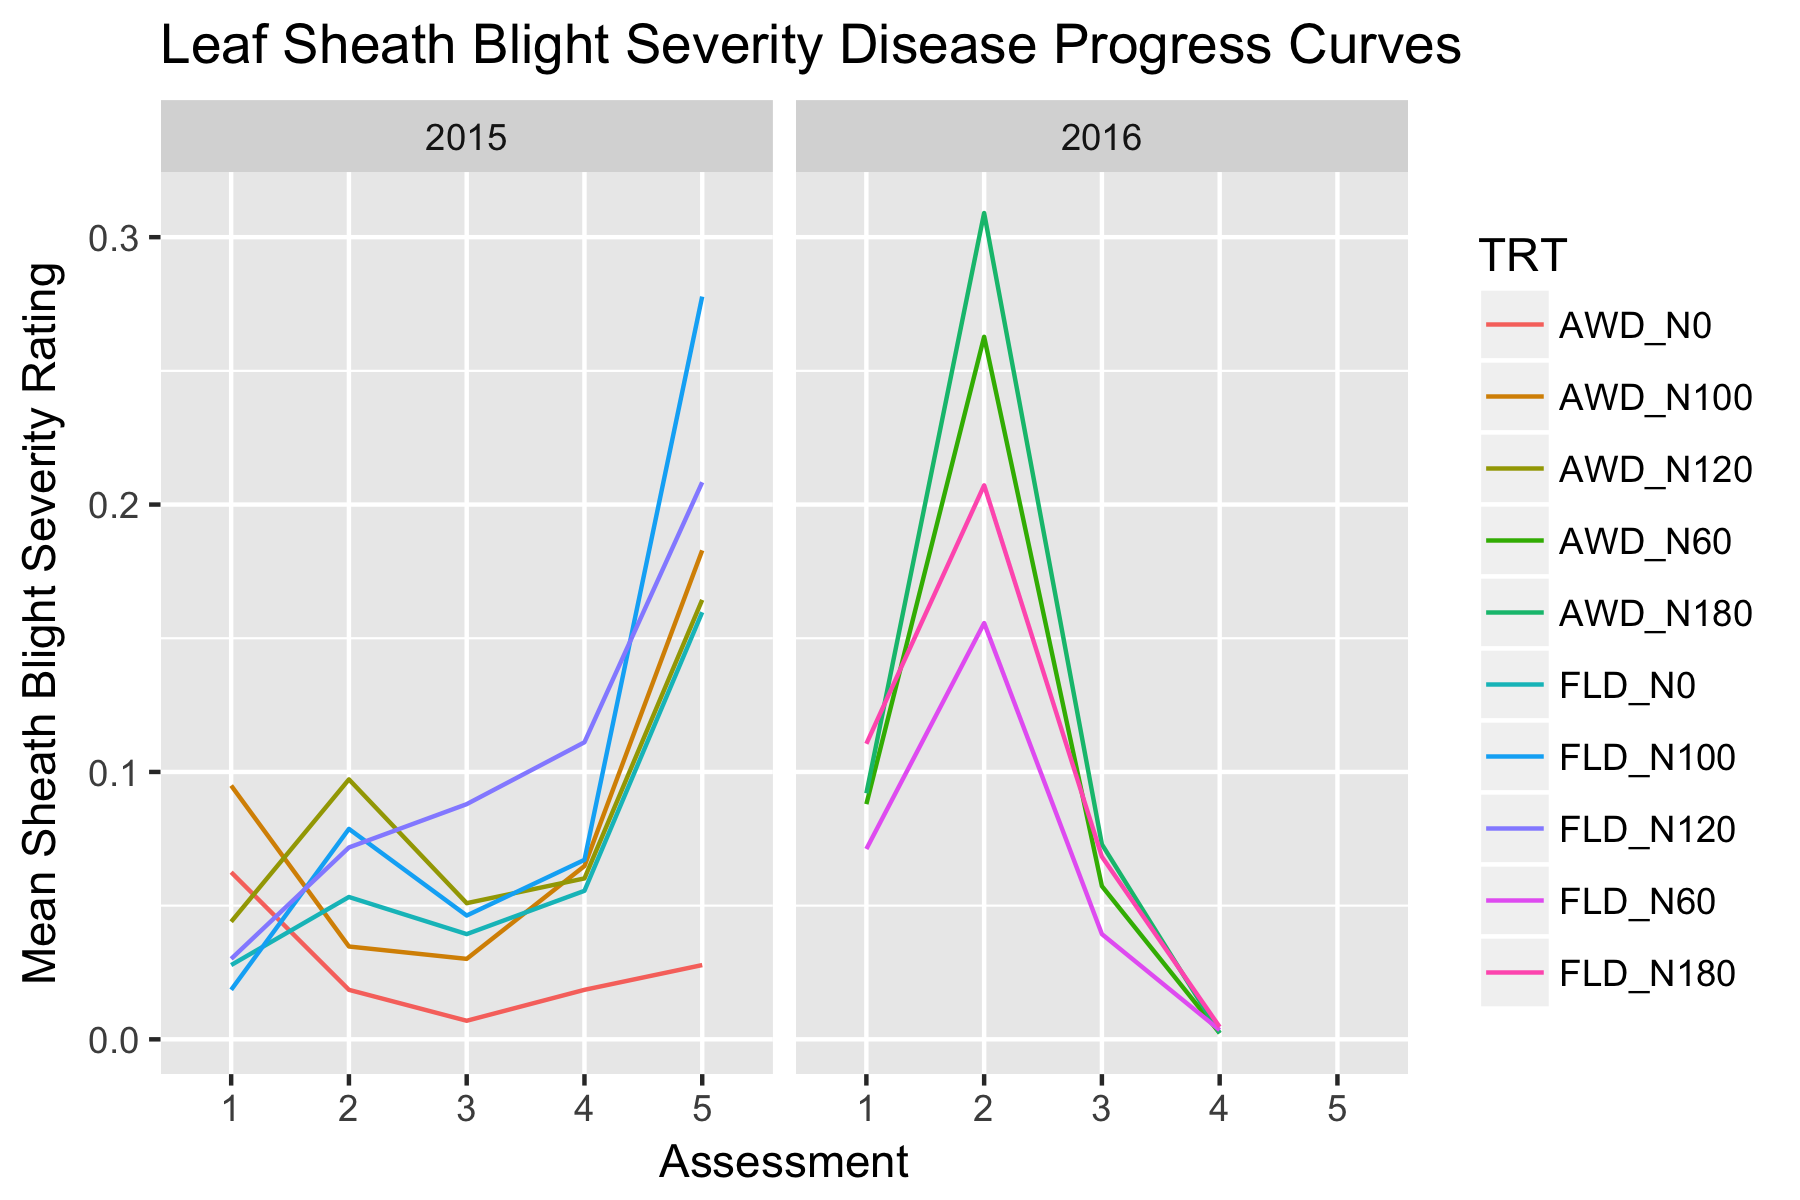 Leaf Sheath Blight Severity Disease Progress Curves
2015
2016
Mean Sheath Blight Severity Rating
0.3
0.2
0.1
0.0
1 2 3 4 5
1 2 3 4 5
Assessment
TRT
AWD_N0
AWD_N100
AWD_N120
AWD_N60
AWD_N180
FLD_N0
FLD_N100
FLD_N120
FLD_N60
FLD_N180